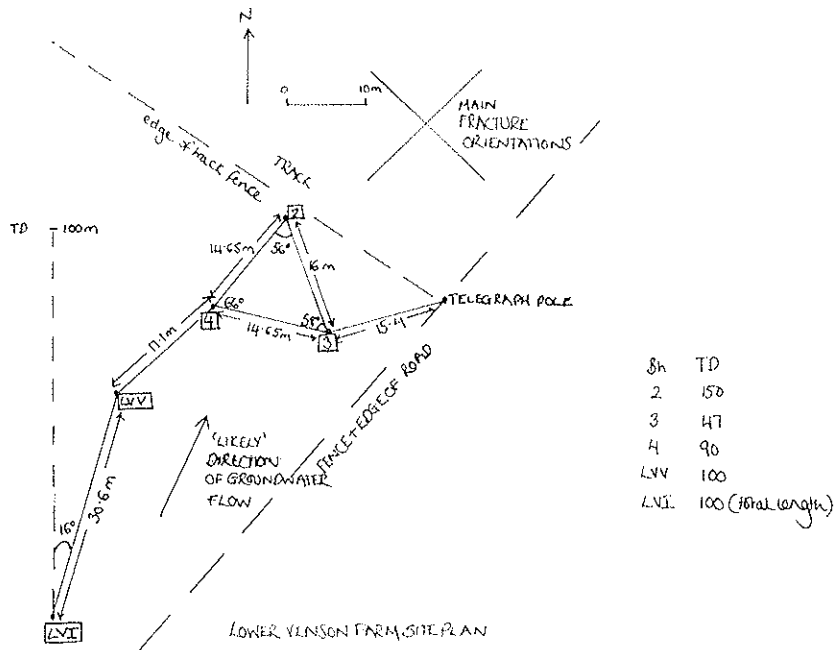 N
0 10m
MAIN
FRACTURE
ORIENTATIONS
edge of track fence
TRACK
TD 100m
2
14.65m
56°
16m
TELEGRAPH POLE
66°
58°
4
14.65m
3
15.4
17.1m
LVV
'LIKELY'
DIRECTION
OF GROUNDWATER
FLOW
FENCE + EDGE OF ROAD
30.6m
16°
LVI
LOWER VENSON FARM SITE PLAN
Bh TD
2 150
3 47
4 90
LVV 100
LVI 100 (total length)